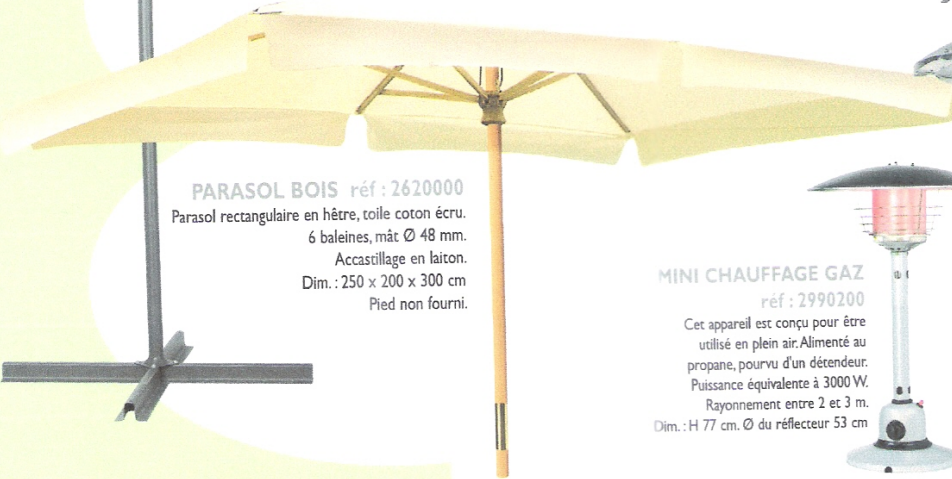 PARASOL BOIS réf : 2620000
Parasol rectangulaire en hêtre, toile coton écru.
6 baleines, mât Ø 48 mm.
Accastillage en laiton.
Dim. : 250 x 200 x 300 cm
Pied non fourni.
MINI CHAUFFAGE GAZ
réf : 2990200
Cet appareil est conçu pour être
utilisé en plein air. Alimenté au
propane, pourvu d'un détendeur.
Puissance équivalente à 3000 W.
Rayonnement entre 2 et 3 m.
Dim. : H 77 cm. Ø du réflecteur 53 cm